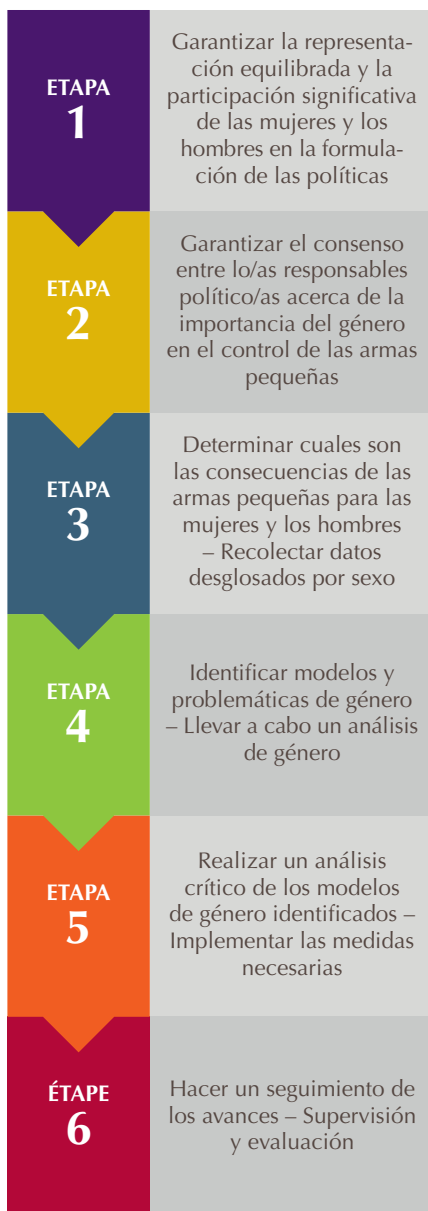 ETAPA
1
Garantizar la representa-
ción equilibrada y la
participación significativa
de las mujeres y los
hombres en la formula-
ción de las políticas
ETAPA
2
Garantizar el consenso
entre lo/as responsables
político/as acerca de la
importancia del género
en el control de las armas
pequeñas
ETAPA
3
Determinar cuales son
las consecuencias de las
armas pequeñas para las
mujeres y los hombres
– Recolectar datos
desglosados por sexo
ETAPA
4
Identificar modelos y
problemáticas de género
– Llevar a cabo un análisis
de género
ETAPA
5
Realizar un análisis
crítico de los modelos
de género identificados –
Implementar las medidas
necesarias
ÉTAPE
6
Hacer un seguimiento de
los avances – Supervisión
y evaluación